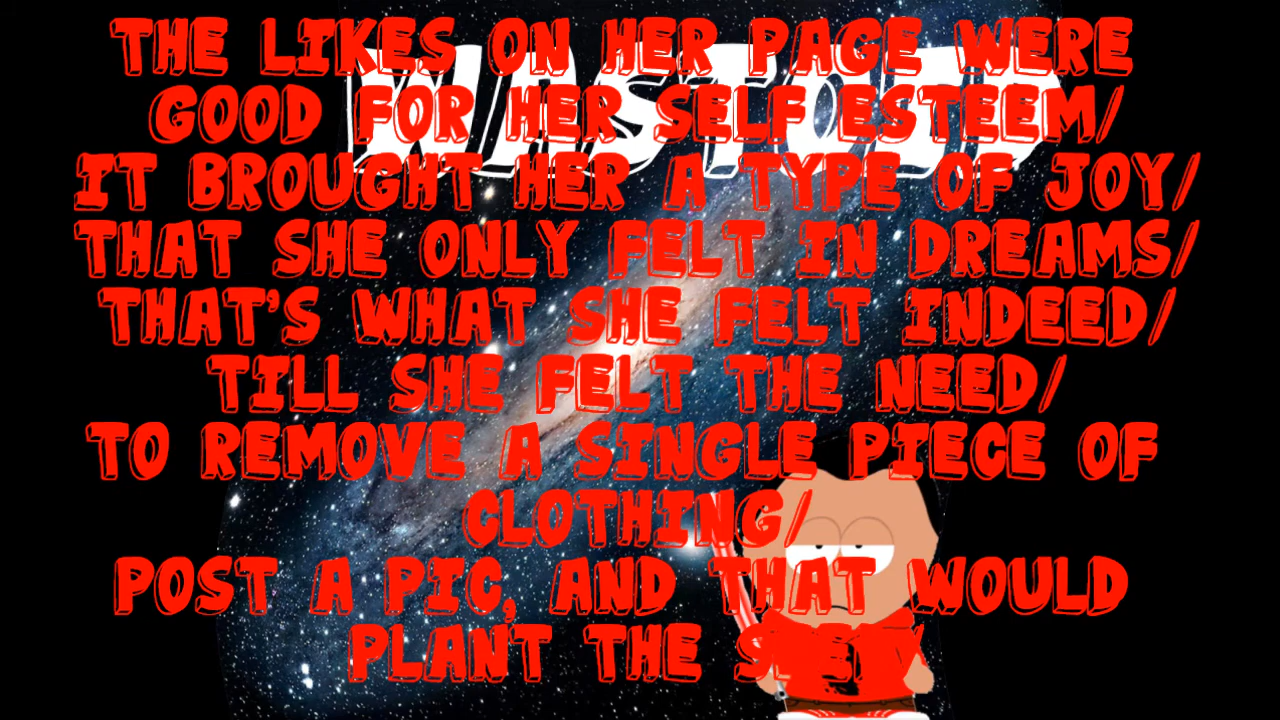 THE LIKES ON HER PAGE WERE
GOOD FOR HER SELF ESTEEM/
IT BROUGHT HER A TYPE OF JOY/
THAT SHE ONLY FELT IN DREAMS/
THAT'S WHAT SHE FELT INDEED/
TILL SHE FELT THE NEED/
TO REMOVE A SINGLE PIECE OF
CLOTHING/
POST A PIC, AND THAT WOULD
PLANT THE SEED/